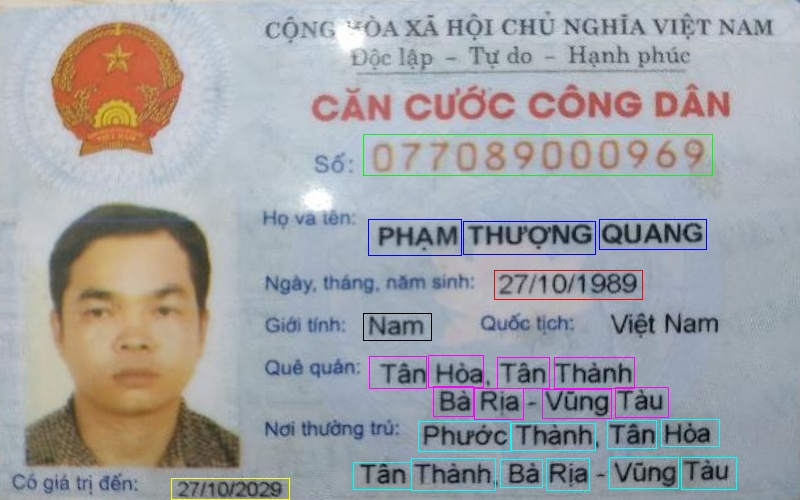 CỘNG HÒA XÃ HỘI CHỦ NGHĨA VIỆT NAM
Độc lập - Tự do - Hạnh phúc
CĂN CƯỚC CÔNG DÂN
Số: 077089000969
Họ và tên: PHẠM THƯỢNG QUANG
Ngày, tháng, năm sinh: 27/10/1989
Giới tính: Nam Quốc tịch: Việt Nam
Quê quán: Tân Hòa, Tân Thành
Bà Rịa - Vũng Tàu
Nơi thường trú: Phước Thành, Tân Hòa
Tân Thành, Bà Rịa - Vũng Tàu
Có giá trị đến: 27/10/2029